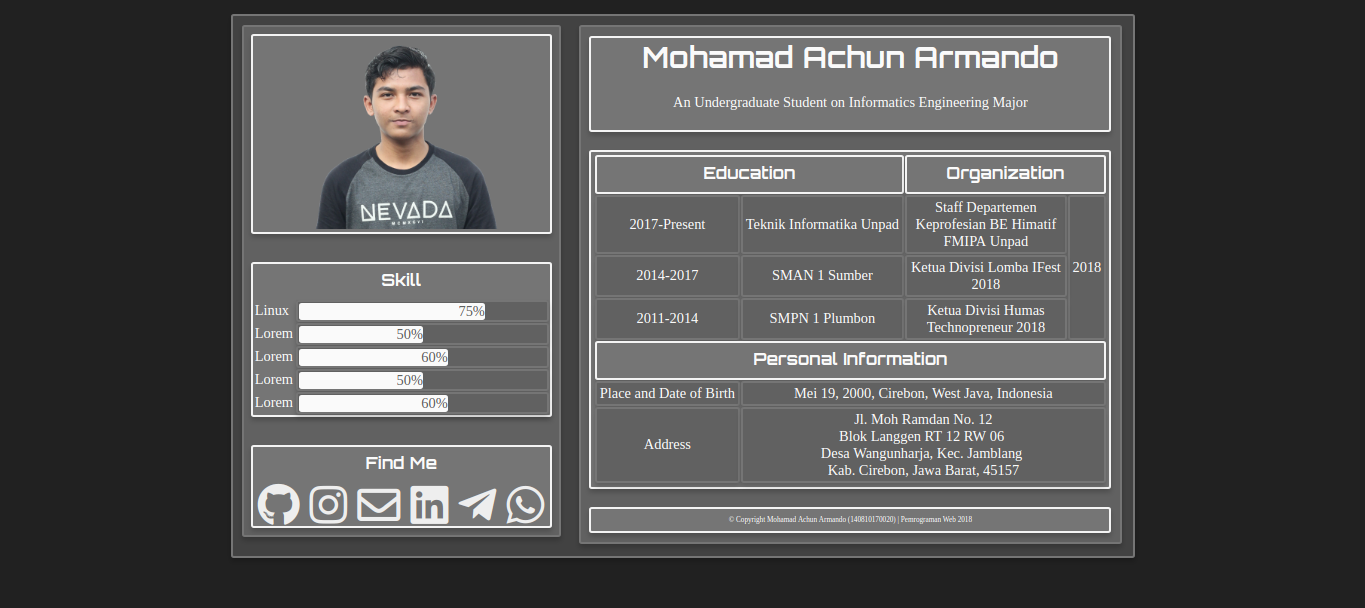 NEVADA
Skill
Linux 75%
Lorem 50%
Lorem 60%
Lorem 50%
Lorem 60%
Find Me
Mohamad Achun Armando
An Undergraduate Student on Informatics Engineering Major
Education Organization
2017-Present Teknik Informatika Unpad
Staff Departemen
Keprofesian BE Himatif
FMIPA Unpad
2018
2014-2017 SMAN 1 Sumber
Ketua Divisi Lomba IFest
2018
2011-2014 SMPN 1 Plumbon
Ketua Divisi Humas
Technopreneur 2018
Personal Information
Place and Date of Birth Mei 19, 2000, Cirebon, West Java, Indonesia
Address
Jl. Moh Ramdan No. 12
Blok Langgen RT 12 RW 06
Desa Wangunharja, Kec. Jamblang
Kab. Cirebon, Jawa Barat, 45157
© Copyright Mohamad Achun Armando (140810170020) | Pemrograman Web 2018